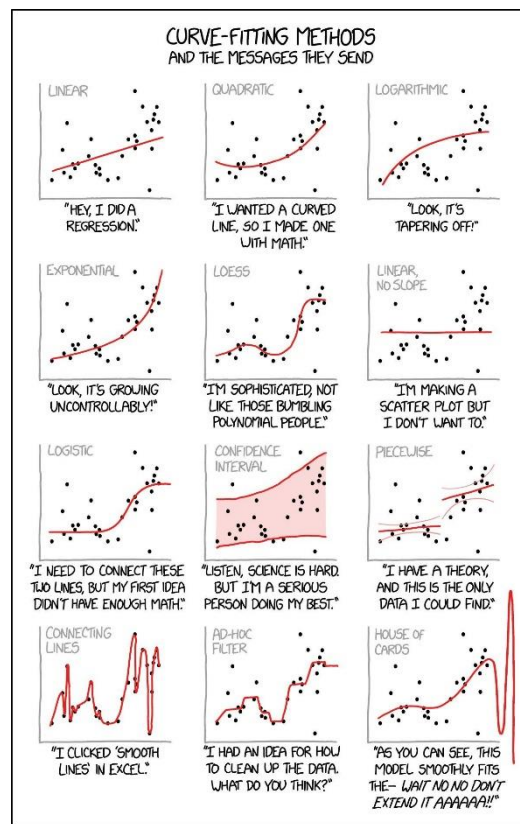 CURVE-FITTING METHODS
AND THE MESSAGES THEY SEND
LINEAR
"HEY, I DID A
REGRESSION."
QUADRATIC
"I WANTED A CURVED
LINE, SO I MADE ONE
WITH MATH."
LOGARITHMIC
"LOOK, IT'S
TAPERING OFF!"
EXPONENTIAL
"LOOK, IT'S GROWING
UNCONTROLLABLY!"
LOESS
"I'M SOPHISTICATED, NOT
LIKE THOSE BUMBLING
POLYNOMIAL PEOPLE."
LINEAR,
NO SLOPE
"I'M MAKING A
SCATTER PLOT BUT
I DON'T WANT TO."
LOGISTIC
"I NEED TO CONNECT THESE
TWO LINES, BUT MY FIRST IDEA
DIDN'T HAVE ENOUGH MATH."
CONFIDENCE
INTERVAL
"LISTEN, SCIENCE IS HARD.
BUT I'M A SERIOUS
PERSON DOING MY BEST."
PIECEWISE
"I HAVE A THEORY,
AND THIS IS THE ONLY
DATA I COULD FIND."
CONNECTING
LINES
"I CLICKED 'SMOOTH
LINES' IN EXCEL."
AD-HOC
FILTER
"I HAD AN IDEA FOR HOW
TO CLEAN UP THE DATA.
WHAT DO YOU THINK?"
HOUSE OF
CARDS
"AS YOU CAN SEE, THIS
MODEL SMOOTHLY FITS
THE- WAIT NO NO DON'T
EXTEND IT AAAAAA!!"